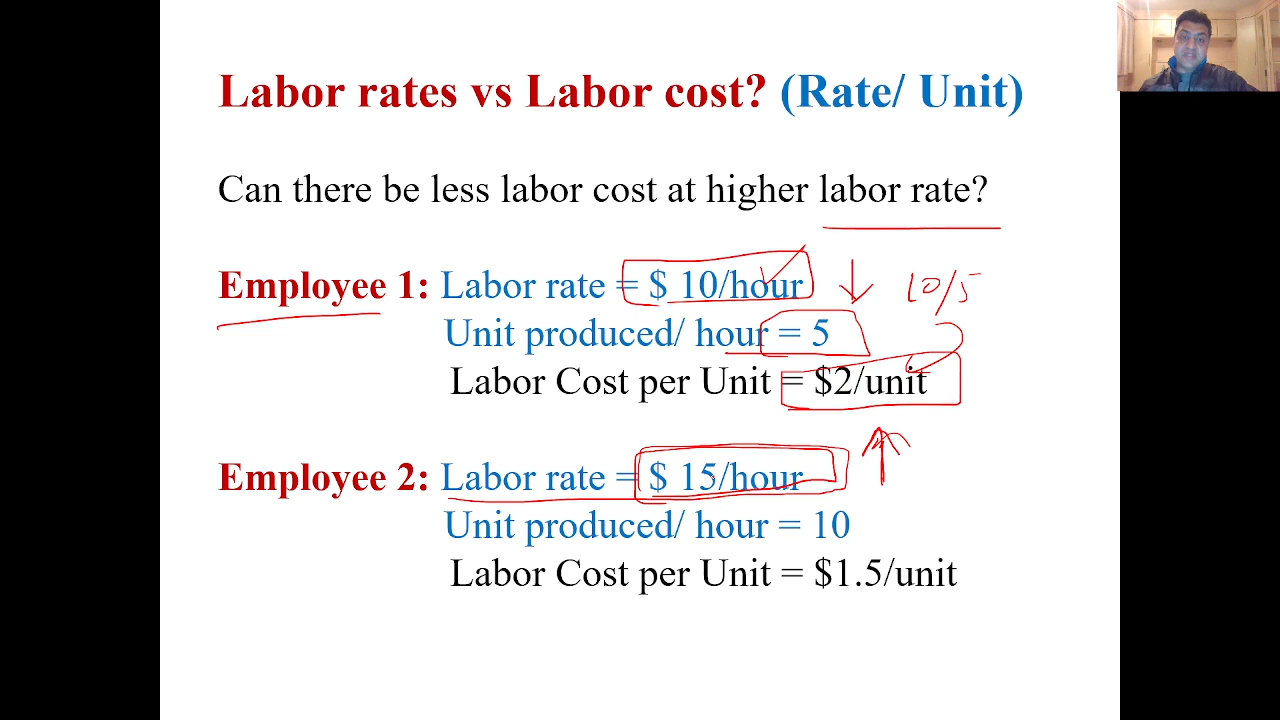 Labor rates vs Labor cost? (Rate/ Unit)
Can there be less labor cost at higher labor rate?
Employee 1: Labor rate = $ 10/hour
10/5
Unit produced/ hour = 5
Labor Cost per Unit = $2/unit
Employee 2: Labor rate = $ 15/hour
Unit produced/ hour = 10
Labor Cost per Unit = $1.5/unit